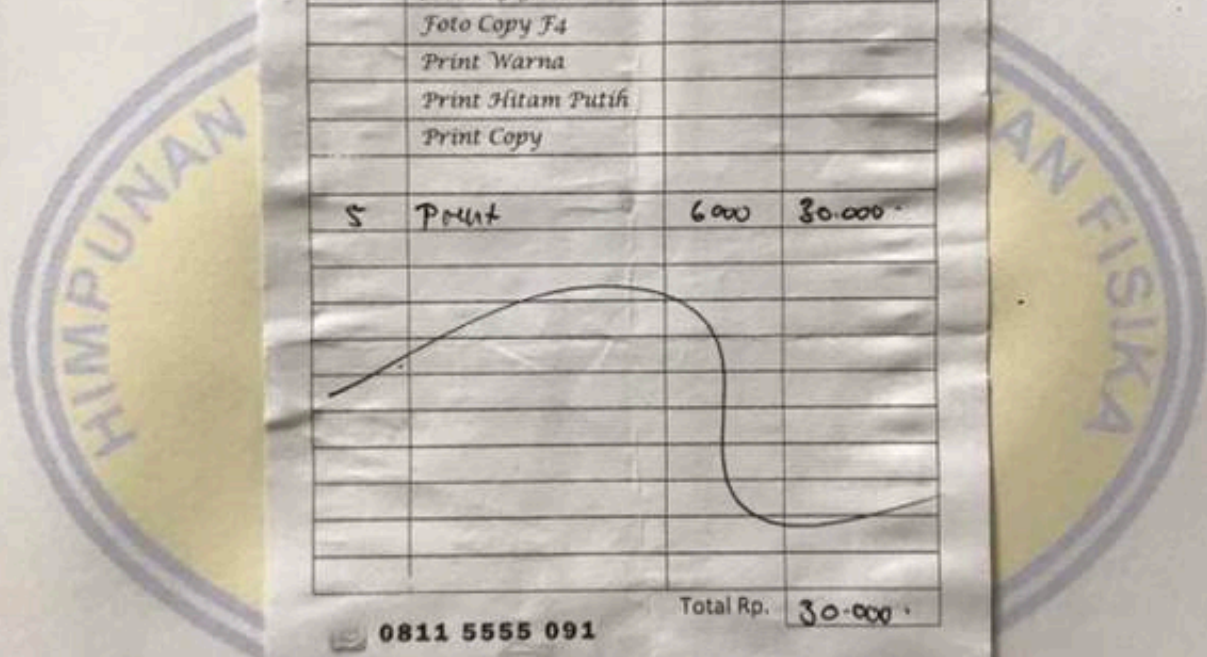 Foto Copy F4
Print Warna
Print Hitam Putih
Print Copy
5 Print 6000 30.000
Total Rp. 30.000
0811 5555 091
HIMPUNAN
AN FISIKA